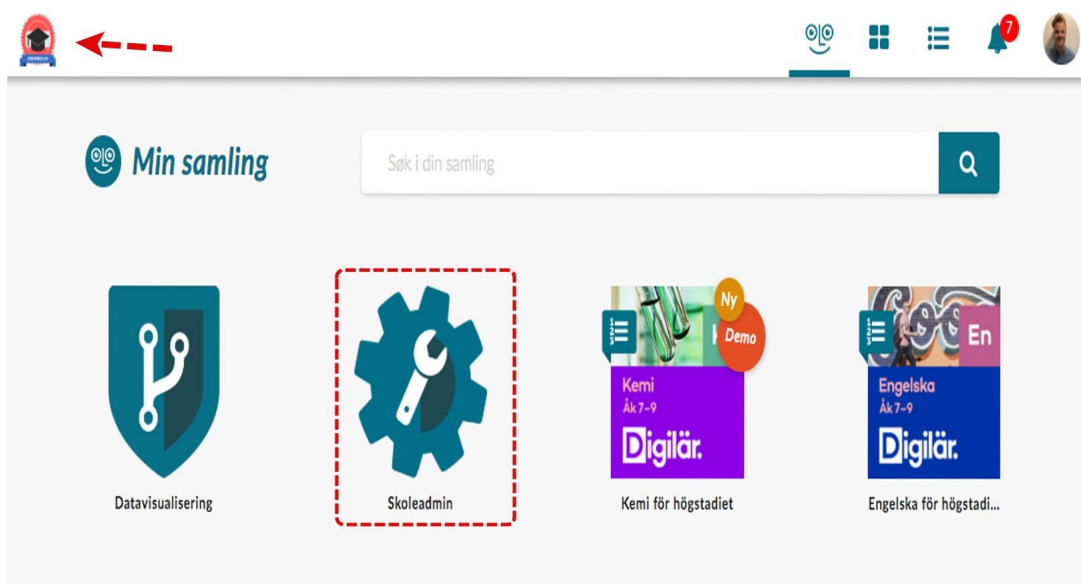 7
Min samling
Søk i din samling
Ny
Demo
K
En
Kemi
Åk 7-9
Digilär.
Engelska
Åk 7-9
Digilär.
Datavisualisering
Skoleadmin
Kemi för högstadiet
Engelska för högstadi...